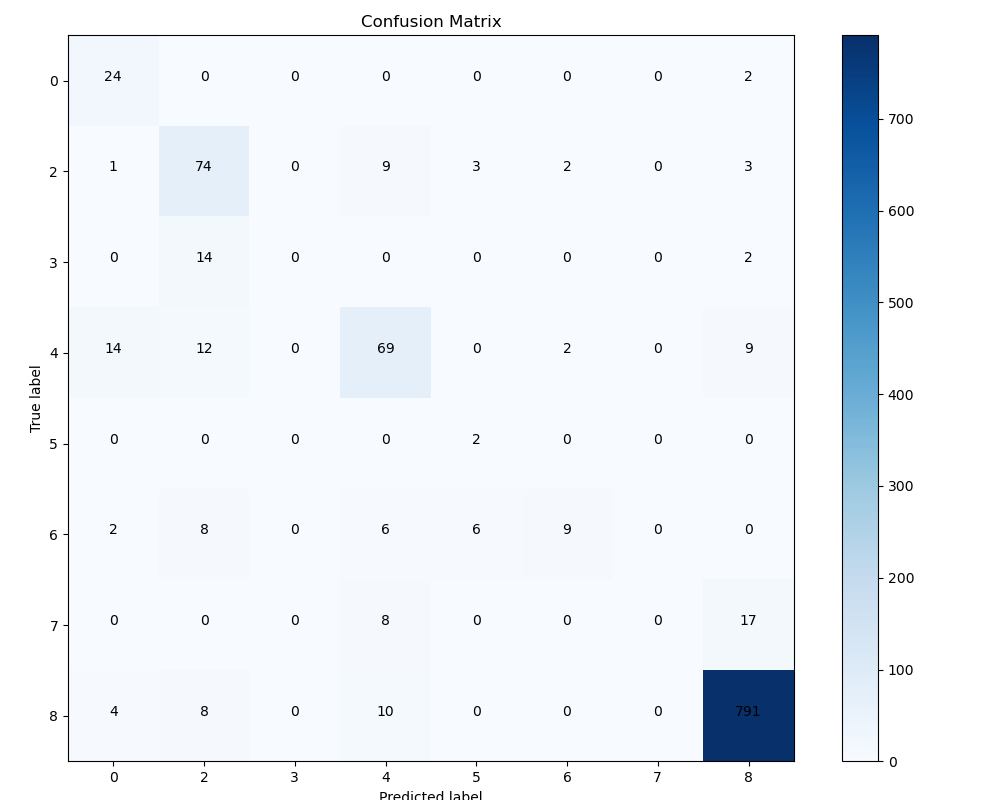 Confusion Matrix
0 24 0 0 0 0 0 0 2
2 1 74 0 9 3 2 0 3
3 0 14 0 0 0 0 0 2
4 14 12 0 69 0 2 0 9
5 0 0 0 0 2 0 0 0
6 2 8 0 6 6 9 0 0
7 0 0 0 8 0 0 0 17
8 4 8 0 10 0 0 0 791
0 2 3 4 5 6 7 8
True label
Predicted label
700
600
500
400
300
200
100
0